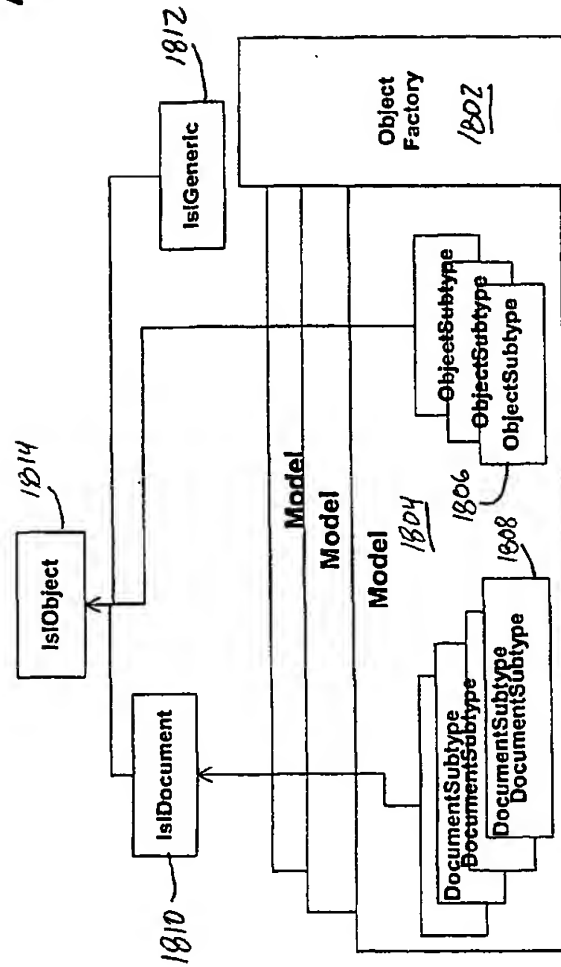 1814
IslObject
1812
IslGeneric
1810
IslDocument
Object
Factory
1802
Model
Model
Model
1804
ObjectSubtype
ObjectSubtype
ObjectSubtype
1806
1808
DocumentSubtype
DocumentSubtype
DocumentSubtype
DocumentSubtype